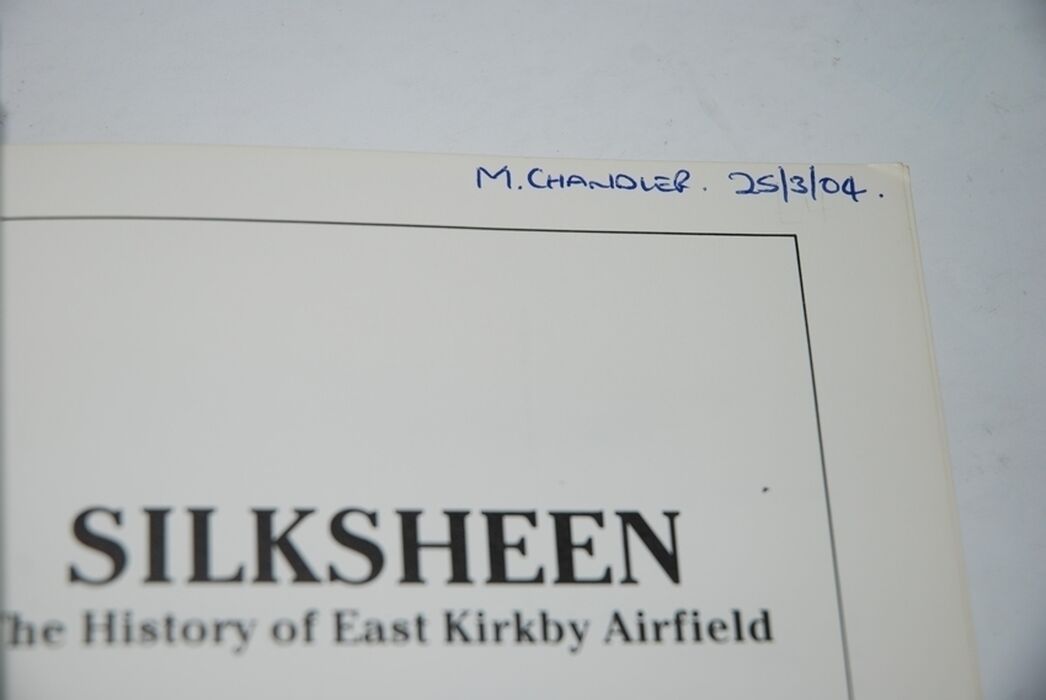 M. CHANDLER. 25/3/04.
SILKSHEEN
The History of East Kirkby Airfield